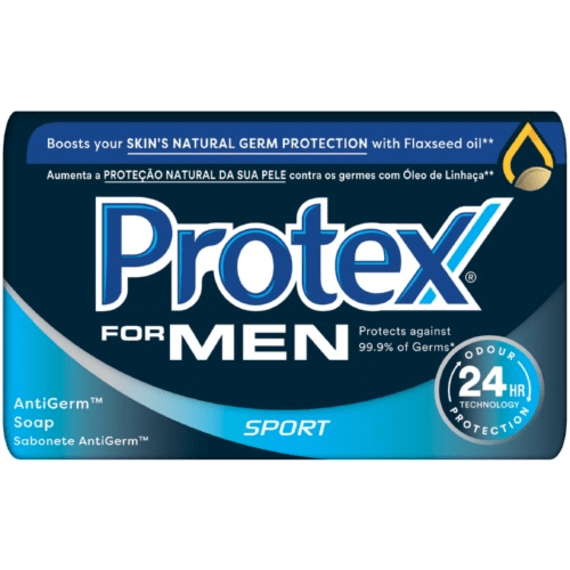 Boosts your SKIN'S NATURAL GERM PROTECTION with Flaxseed oil**
Aumenta a PROTEÇÃO NATURAL DA SUA PELE contra os germes com Óleo de Linhaça**
Protex®
FOR MEN
Protects against
99.9% of Germs*
ODOUR
24HR
TECHNOLOGY
PROTECTION
AntiGerm™
Soap
Sabonete AntiGerm™
SPORT